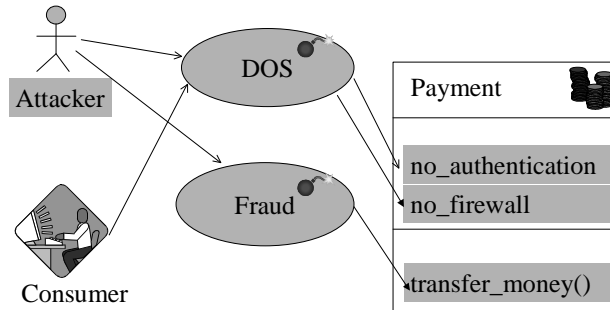 DOS
Attacker
Payment
no_authentication
Fraud
no_firewall
Consumer
transfer_money()